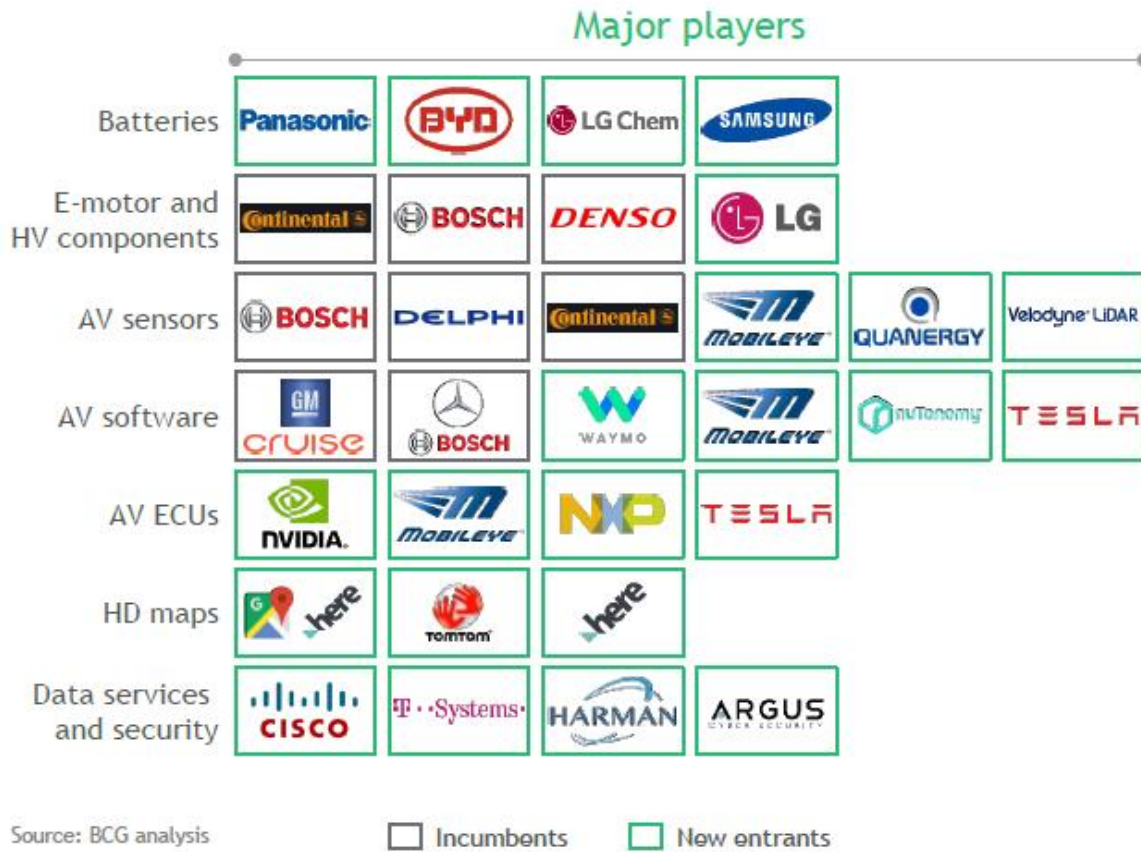 Major players
Batteries
Panasonic
BYD
LG Chem
SAMSUNG
E-motor and
HV components
Continental
BOSCH
DENSO
LG
AV sensors
BOSCH
DELPHI
Continental
MOBILEYE
QUANERGY
Velodyne LiDAR
AV software
GM
cruise
BOSCH
WAYMO
MOBILEYE
nuTonomy
TESLA
AV ECUs
NVIDIA.
MOBILEYE
NXP
TESLA
HD maps
G
here
TOMTOM
here
Data services
and security
CISCO
T··Systems·
HARMAN
ARGUS
CYBER SECURITY
Source: BCG analysis
Incumbents
New entrants